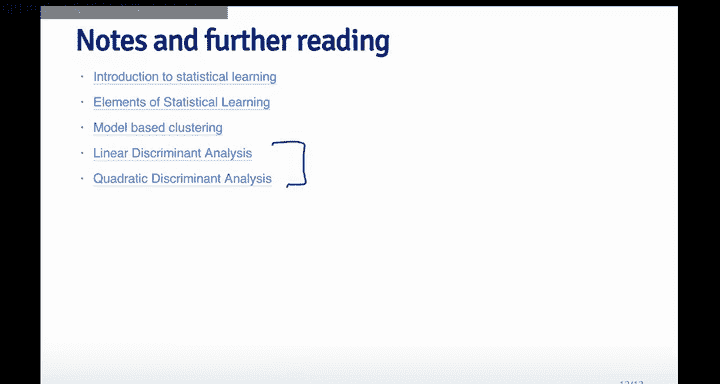 Notes and further reading
Introduction to statistical learning
Elements of Statistical Learning
Model based clustering
Linear Discriminant Analysis
Quadratic Discriminant Analysis